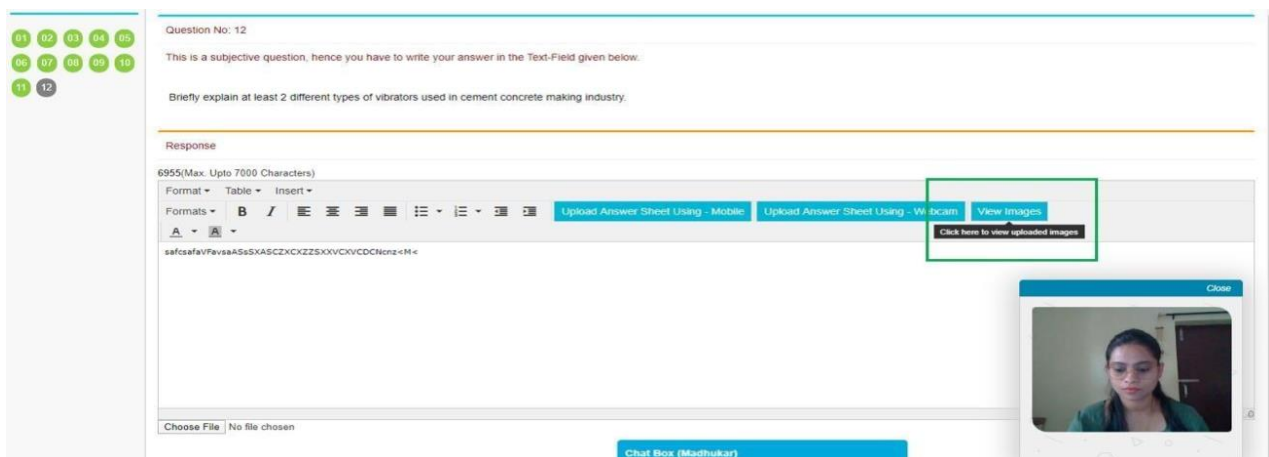 01 02 03 04 05
06 07 08 09 10
11 12
Question No: 12
This is a subjective question, hence you have to write your answer in the Text-Field given below.
Briefly explain at least 2 different types of vibrators used in cement concrete making industry.
Response
6955(Max. Upto 7000 Characters)
Format Table Insert
Formats B I Upload Answer Sheet Using - Mobile Upload Answer Sheet Using - Webcam View Images
A A Click here to view uploaded images
safcsafaVFavsaASsSXASCZXCXZZSXXVCXVCDCNcnz<M<
Close
Choose File No file chosen
Chat Box (Madhukar)